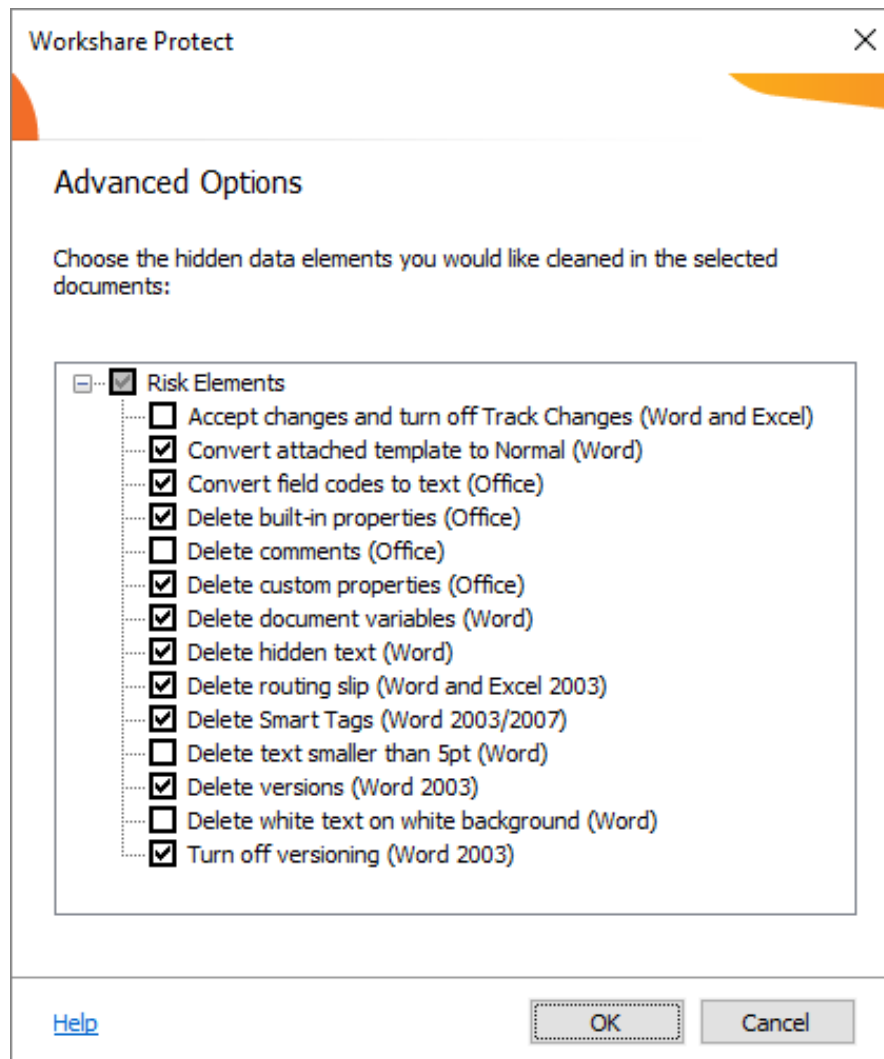 Workshare Protect
Advanced Options
Choose the hidden data elements you would like cleaned in the selected
documents:
Risk Elements
Accept changes and turn off Track Changes (Word and Excel)
Convert attached template to Normal (Word)
Convert field codes to text (Office)
Delete built-in properties (Office)
Delete comments (Office)
Delete custom properties (Office)
Delete document variables (Word)
Delete hidden text (Word)
Delete routing slip (Word and Excel 2003)
Delete Smart Tags (Word 2003/2007)
Delete text smaller than 5pt (Word)
Delete versions (Word 2003)
Delete white text on white background (Word)
Turn off versioning (Word 2003)
Help
OK
Cancel